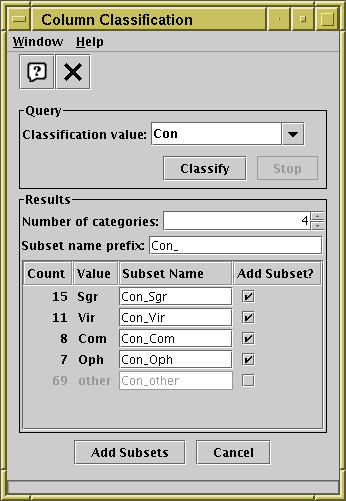 Column Classification
Window Help
Query
Classification value: Con
Classify Stop
Results
Number of categories: 4
Subset name prefix: Con_
Count Value Subset Name Add Subset?
15 Sgr Con_Sgr
11 Vir Con_Vir
8 Com Con_Com
7 Oph Con_Oph
69 other Con_other
Add Subsets Cancel